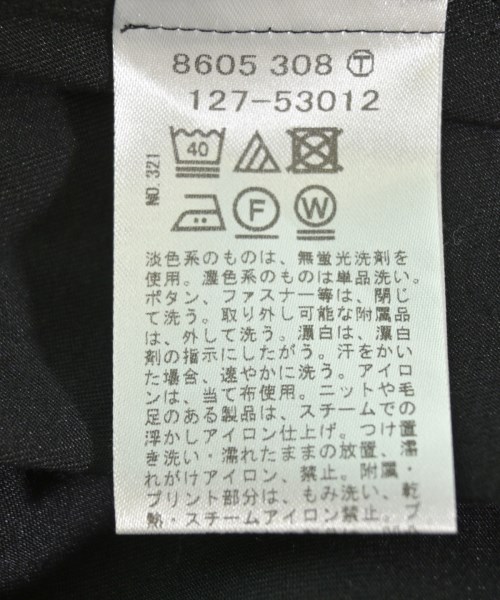 8605 308 Ⓣ
127-53012
NO.321
40
F
W
淡色系のものは、無蛍光洗剤を
使用。濃色系のものは単品洗い。
ボタン、ファスナー等は、閉じ
て洗う。取り外し可能な附属品
は、外して洗う。漂白は、漂白
剤の指示にしたがう。汗をかい
た場合、速やかに洗う。アイロ
ンは、当て布使用。ニットや毛
足のある製品は、スチームでの
浮かしアイロン仕上げ。つけ置
き洗い・濡れたままの放置、濡
れがけアイロン、禁止。附属・
プリント部分は、もみ洗い、乾
熱・スチームアイロン禁止。プ